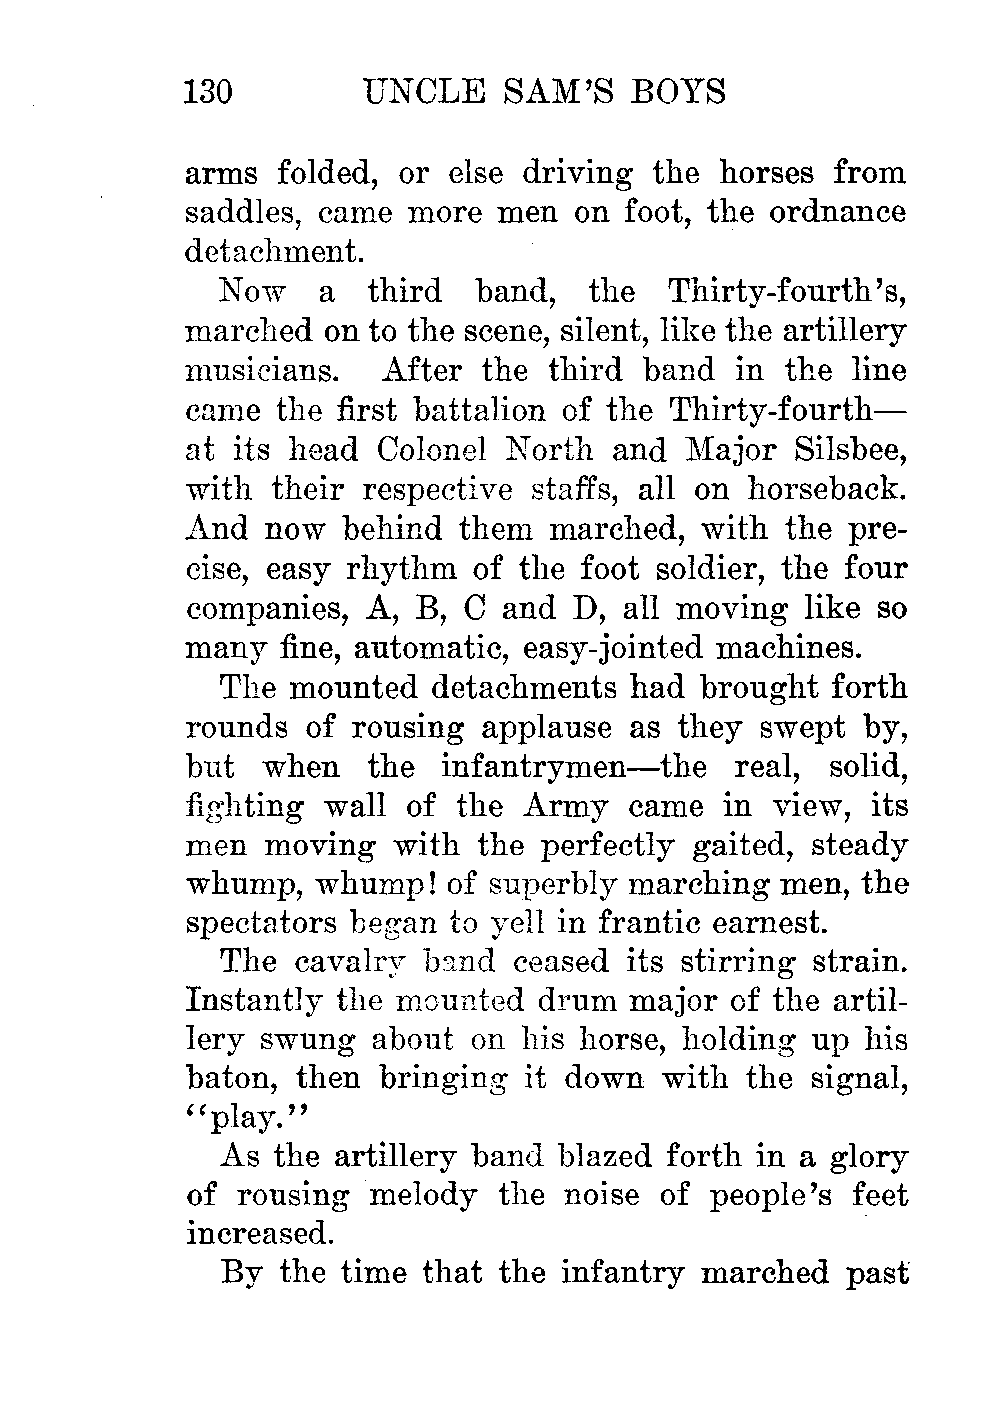 130 UNCLE SAM'S BOYS
arms folded, or else driving the horses from
saddles, came more men on foot, the ordnance
detachment.
Now a third band, the Thirty-fourth's,
marched on to the scene, silent, like the artillery
musicians. After the third band in the line
came the first battalion of the Thirty-fourth—
at its head Colonel North and Major Silsbee,
with their respective staffs, all on horseback.
And now behind them marched, with the pre-
cise, easy rhythm of the foot soldier, the four
companies, A, B, C and D, all moving like so
many fine, automatic, easy-jointed machines.
The mounted detachments had brought forth
rounds of rousing applause as they swept by,
but when the infantrymen—the real, solid,
fighting wall of the Army came in view, its
men moving with the perfectly gaited, steady
whump, whump! of superbly marching men, the
spectators began to yell in frantic earnest.
The cavalry band ceased its stirring strain.
Instantly the mounted drum major of the artil-
lery swung about on his horse, holding up his
baton, then bringing it down with the signal,
"play."
As the artillery band blazed forth in a glory
of rousing melody the noise of people's feet
increased.
By the time that the infantry marched past